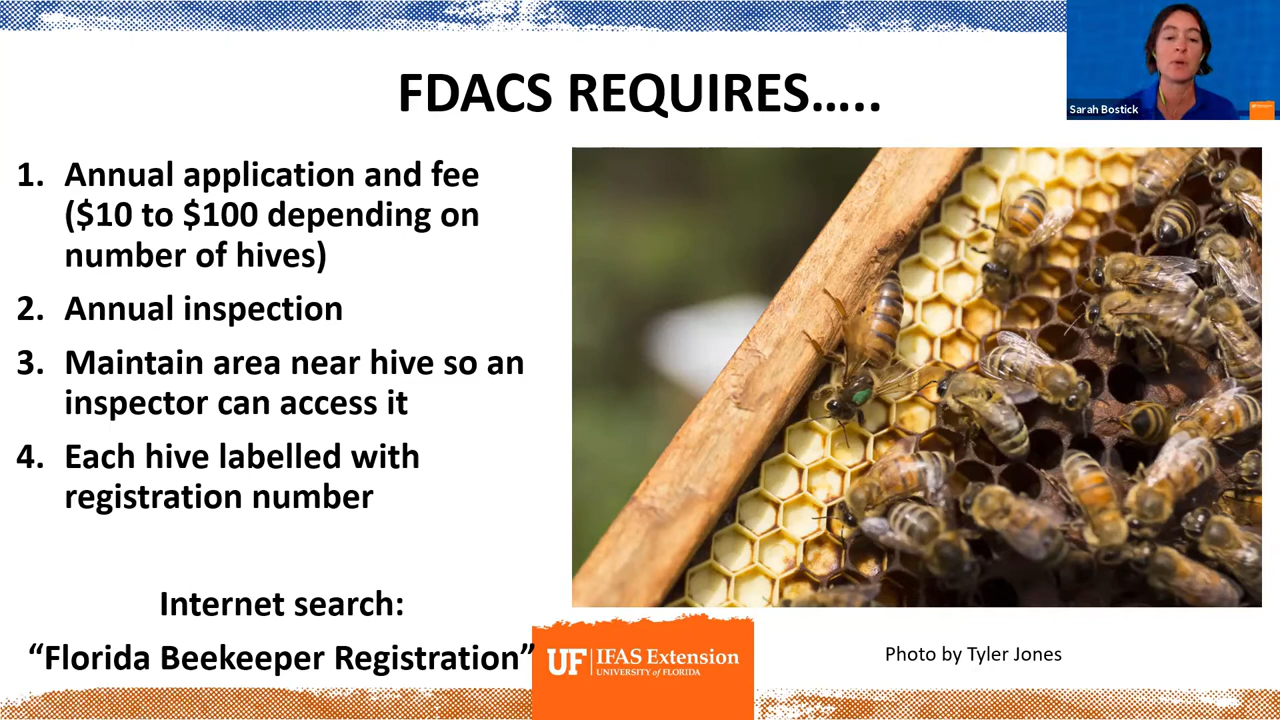 FDACS REQUIRES…..
Sarah Bostick
1. Annual application and fee
($10 to $100 depending on
number of hives)
2. Annual inspection
3. Maintain area near hive so an
inspector can access it
4. Each hive labelled with
registration number
Internet search:
“Florida Beekeeper Registration”
UF IFAS Extension
UNIVERSITY of FLORIDA
Photo by Tyler Jones